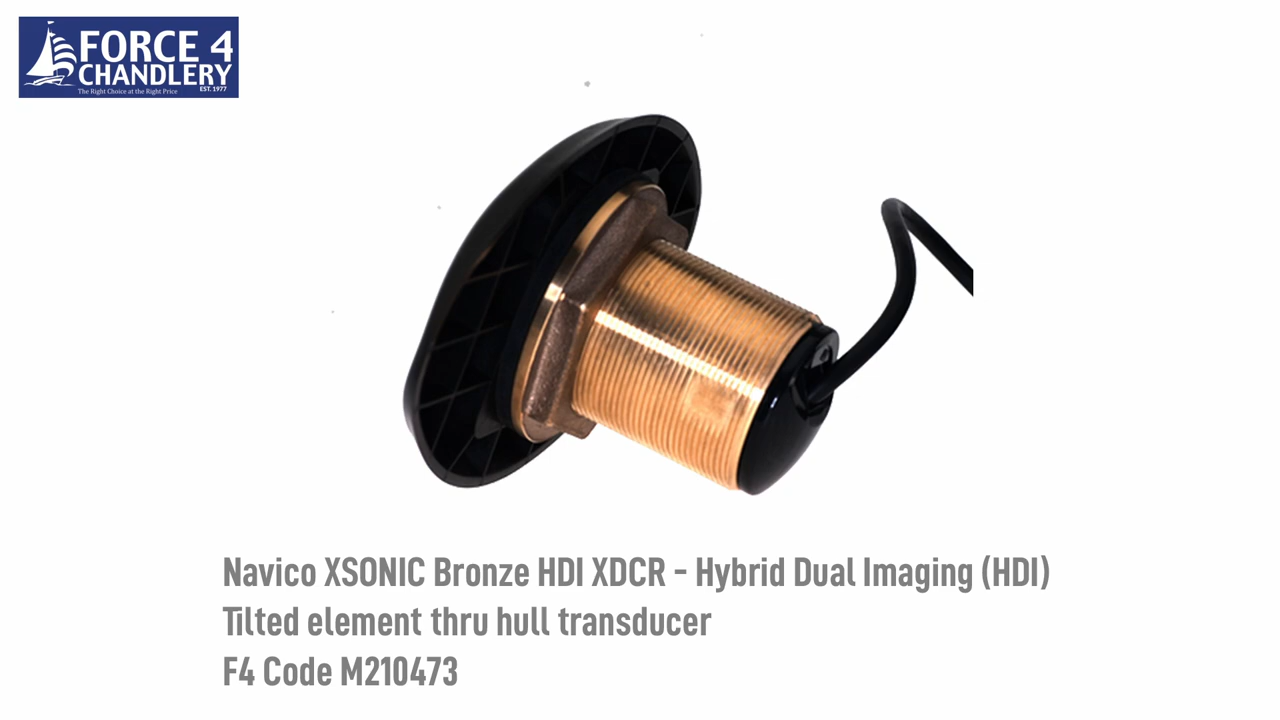 FORCE 4
CHANDLERY
The Right Choice at the Right Price
EST. 1977
Navico XSONIC Bronze HDI XDCR - Hybrid Dual Imaging (HDI)
Tilted element thru hull transducer
F4 Code M210473